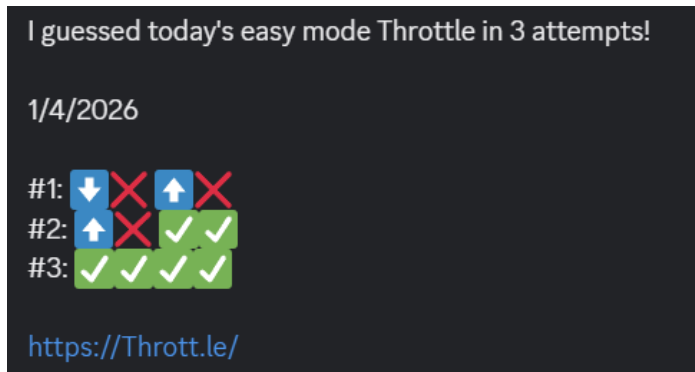 I guessed today's easy mode Throttle in 3 attempts!
1/4/2026
#1: ⬇️❌⬆️❌
#2: ⬆️❌✅✅
#3: ✅✅✅✅
https://Thrott.le/